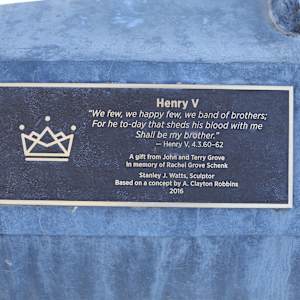 Henry V
"We few, we happy few, we band of brothers;
For he to-day that sheds his blood with me
Shall be my brother."
— Henry V, 4.3.60–62
A gift from John and Terry Grove
In memory of Rachel Grove Schenk
Stanley J. Watts, Sculptor
Based on a concept by A. Clayton Robbins
2016